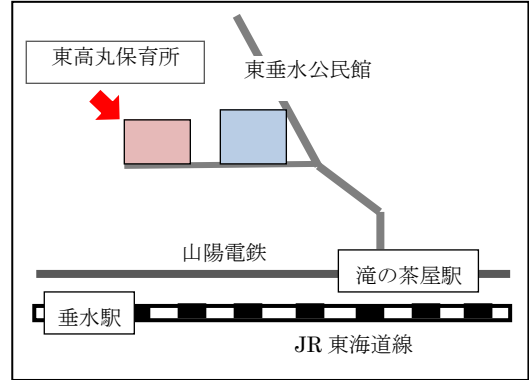 東高丸保育所
東垂水公民館
山陽電鉄
滝の茶屋駅
垂水駅
JR 東海道線